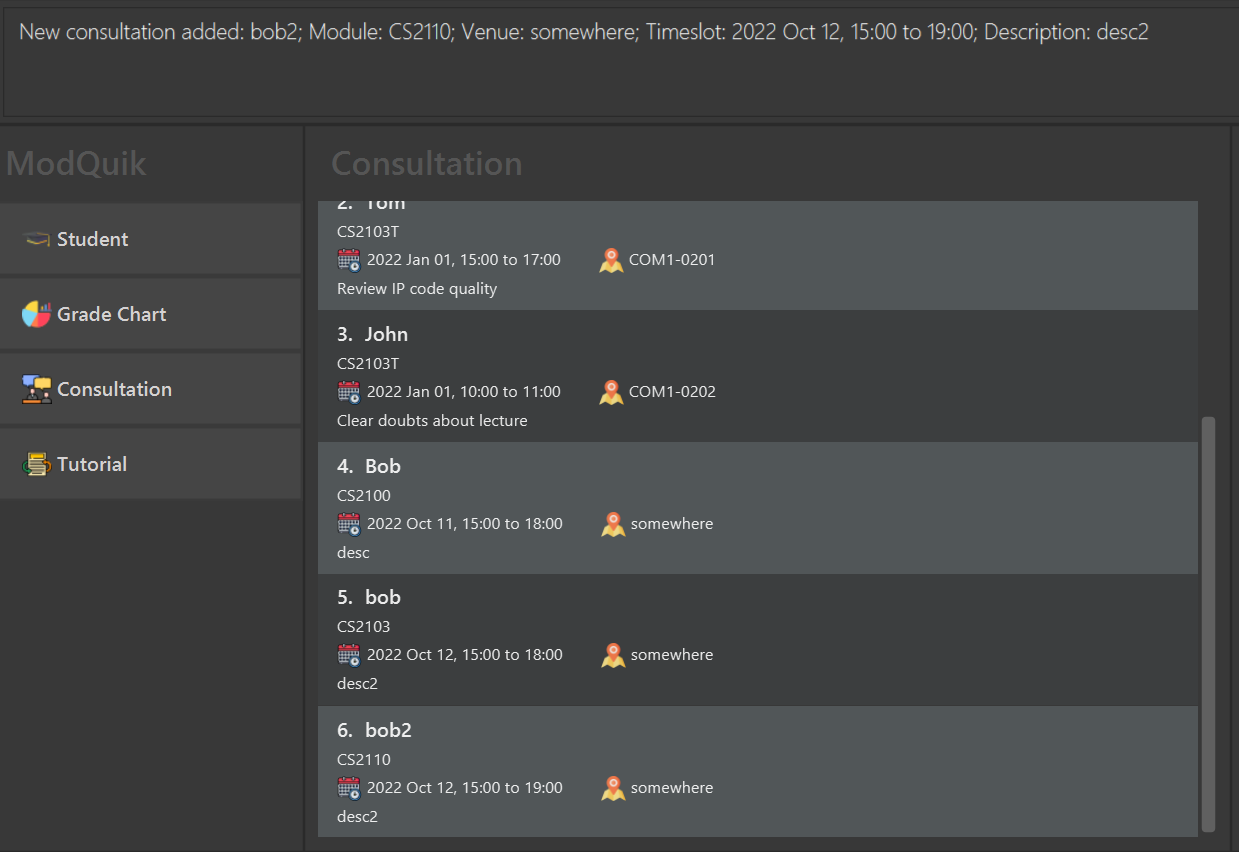 New consultation added: bob2; Module: CS2110; Venue: somewhere; Timeslot: 2022 Oct 12, 15:00 to 19:00; Description: desc2
ModQuik
Student
Grade Chart
Consultation
Tutorial
Consultation
2. Tom
CS2103T
2022 Jan 01, 15:00 to 17:00 COM1-0201
Review IP code quality
3. John
CS2103T
2022 Jan 01, 10:00 to 11:00 COM1-0202
Clear doubts about lecture
4. Bob
CS2100
2022 Oct 11, 15:00 to 18:00 somewhere
desc
5. bob
CS2103
2022 Oct 12, 15:00 to 18:00 somewhere
desc2
6. bob2
CS2110
2022 Oct 12, 15:00 to 19:00 somewhere
desc2